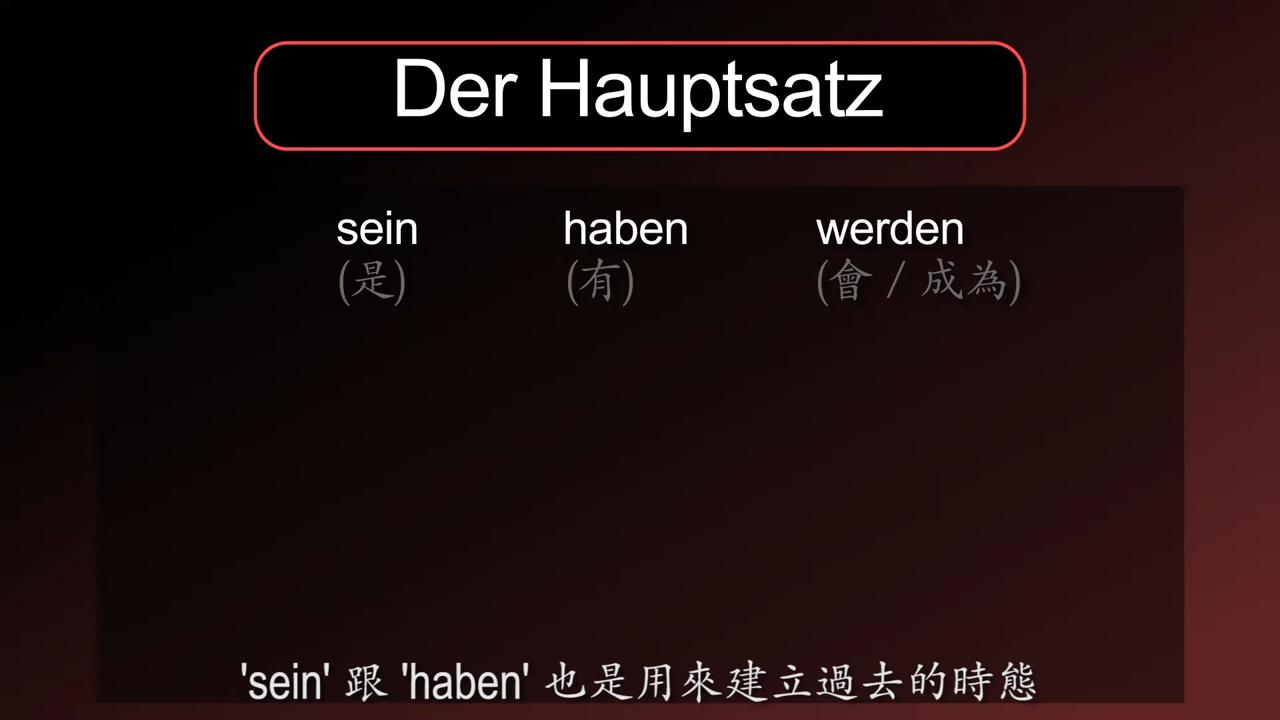 Der Hauptsatz
sein haben werden
(是) (有) (會 / 成為)
'sein' 跟 'haben' 也是用來建立過去的時態